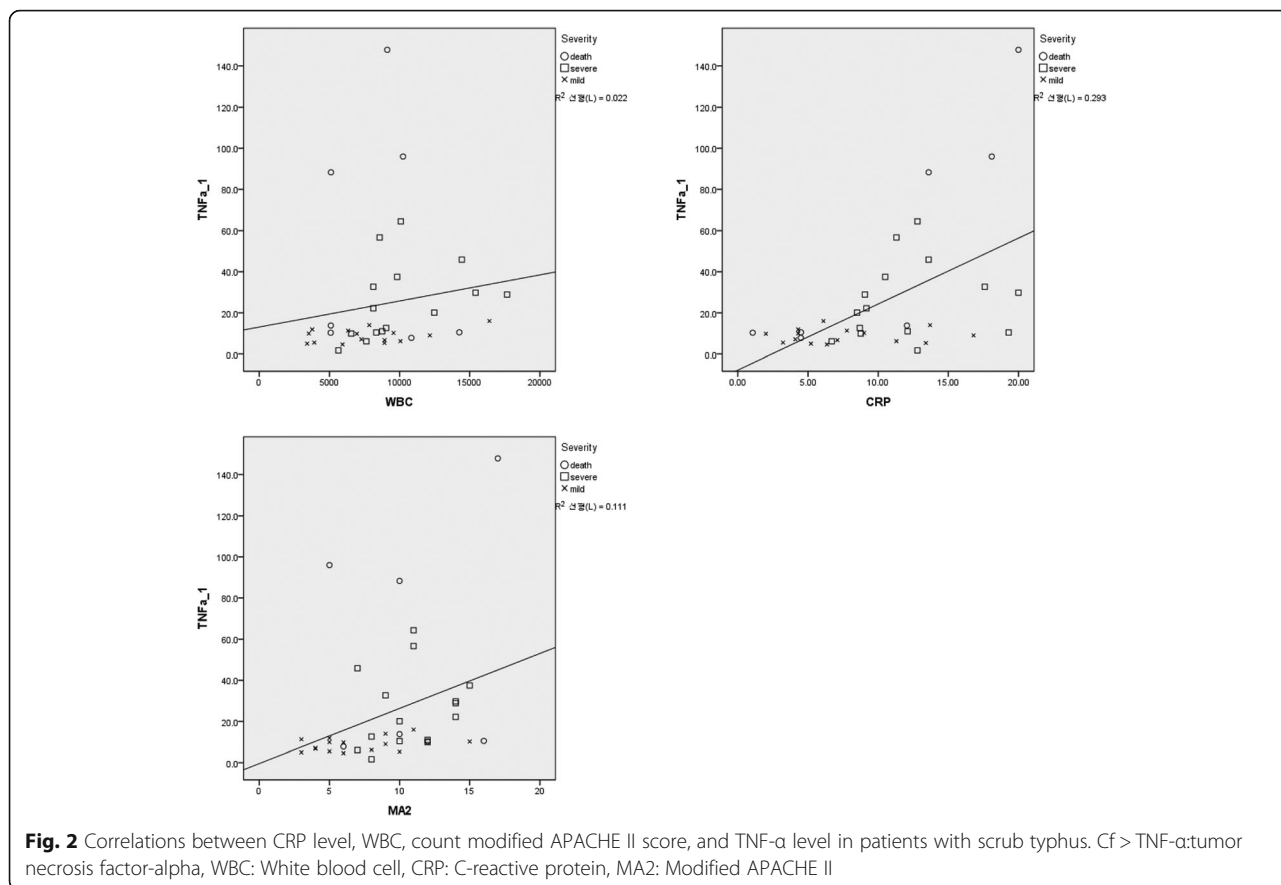 Severity
death
severe
mild
R² 선형(L) = 0.022
TNFa_1
140.0
120.0
100.0
80.0
60.0
40.0
20.0
0.0
0 5000 10000 15000 20000
WBC
Severity
death
severe
mild
R² 선형(L) = 0.293
TNFa_1
140.0
120.0
100.0
80.0
60.0
40.0
20.0
0.0
0.00 5.00 10.00 15.00 20.00
CRP
Severity
death
severe
mild
R² 선형(L) = 0.111
TNFa_1
140.0
120.0
100.0
80.0
60.0
40.0
20.0
0.0
0 5 10 15 20
MA2
Fig. 2 Correlations between CRP level, WBC, count modified APACHE II score, and TNF-α level in patients with scrub typhus. Cf > TNF-α:tumor
necrosis factor-alpha, WBC: White blood cell, CRP: C-reactive protein, MA2: Modified APACHE II